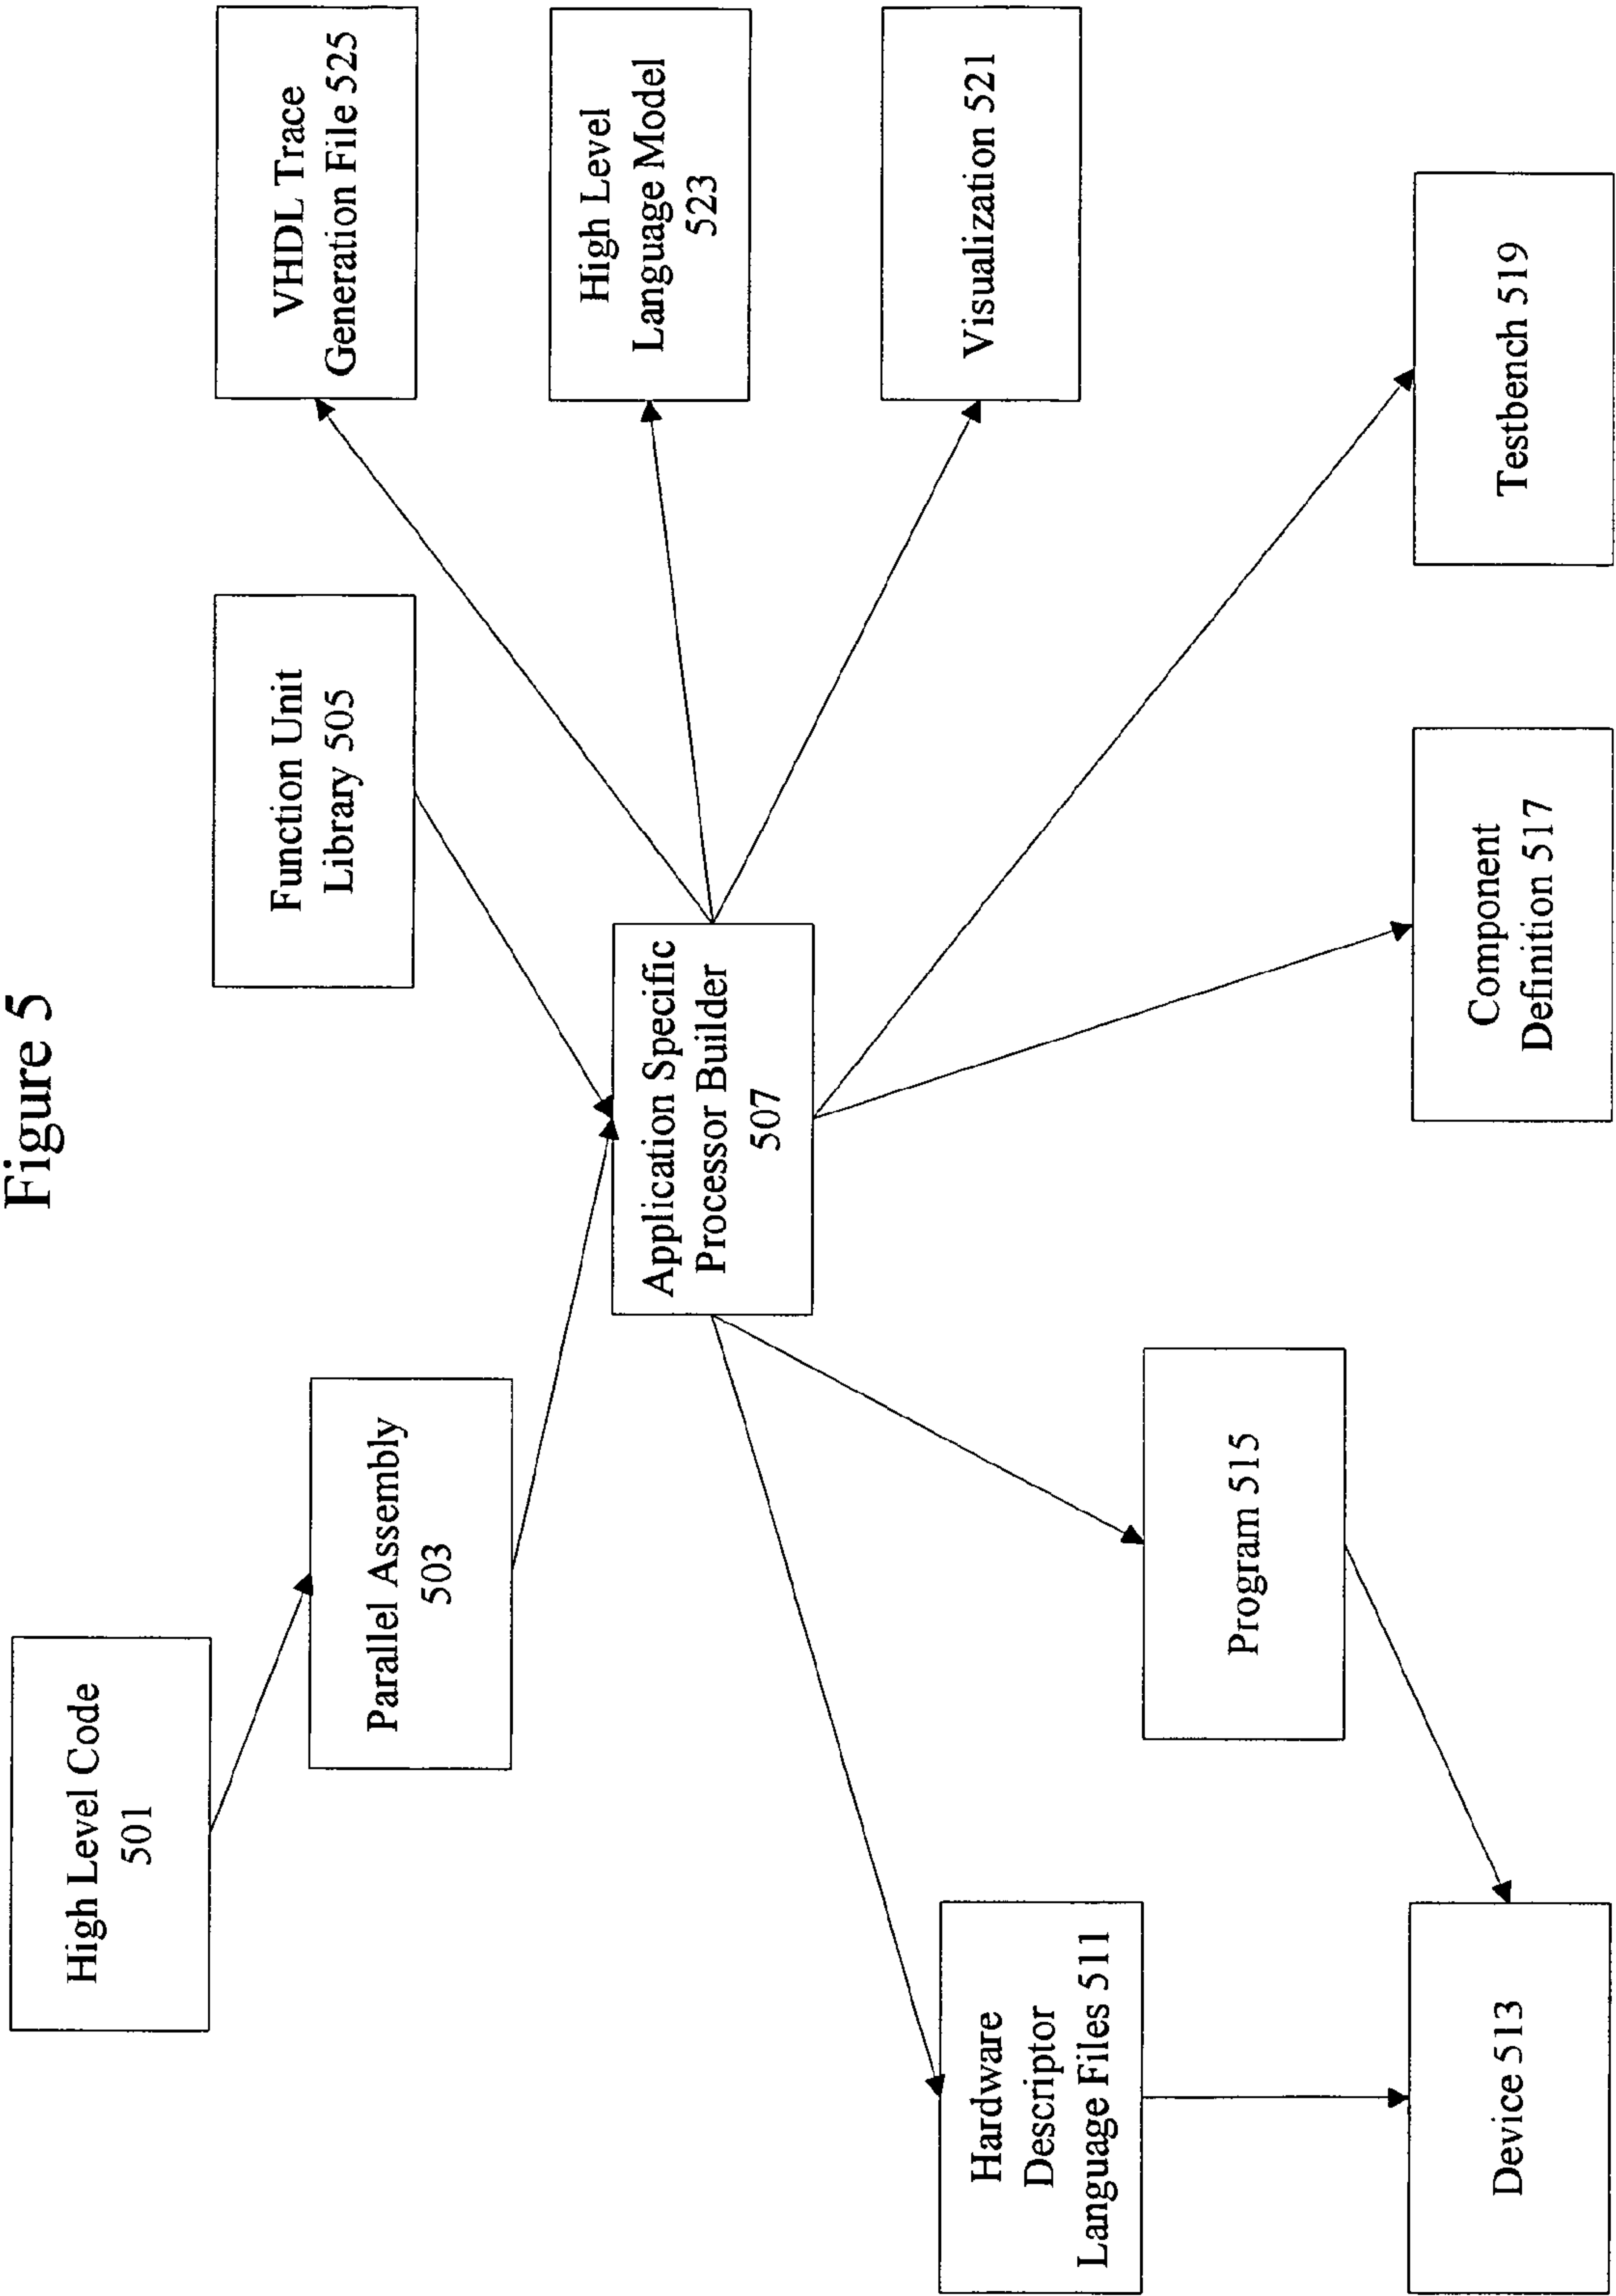 Figure 5
High Level Code
501
Parallel Assembly
503
Function Unit
Library 505
VHDL Trace
Generation File 525
High Level
Language Model
523
Visualization 521
Application Specific
Processor Builder
507
Hardware
Descriptor
Language Files 511
Program 515
Device 513
Component
Definition 517
Testbench 519